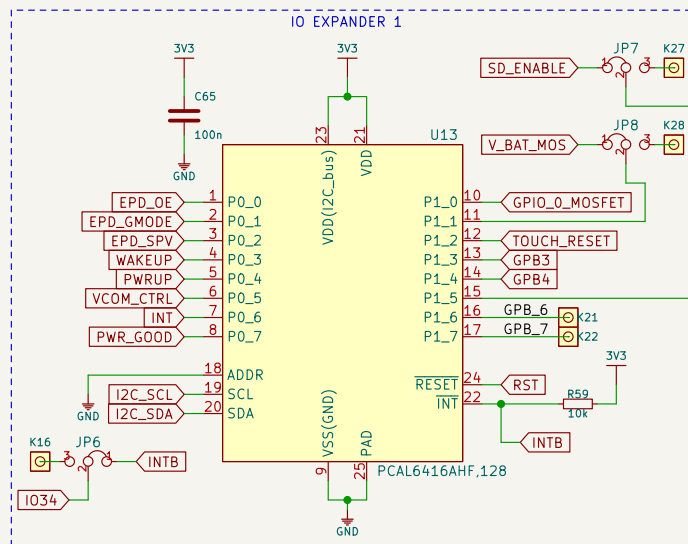 IO EXPANDER 1
3V3
3V3
JP7
K27
SD_ENABLE
1
2
3
C65
100n
GND
23
21
U13
JP8
K28
V_BAT_MOS
1
2
3
VDD(I2C_bus)
VDD
EPD_OE 1 P0_0
P1_0 10 GPIO_0_MOSFET
EPD_GMODE 2 P0_1
P1_1 11
EPD_SPV 3 P0_2
P1_2 12 TOUCH_RESET
WAKEUP 4 P0_3
P1_3 13 GPB3
PWRUP 5 P0_4
P1_4 14 GPB4
VCOM_CTRL 6 P0_5
P1_5 15
INT 7 P0_6
P1_6 16 GPB_6 K21
PWR_GOOD 8 P0_7
P1_7 17 GPB_7 K22
18 ADDR
GND
RESET 24 RST
3V3
I2C_SCL 19 SCL
INT 22
R59
10k
I2C_SDA 20 SDA
INTB
VSS(GND)
PAD
K16
JP6
3
2
1
INTB
9
25
PCAL6416AHF,128
IO34
GND